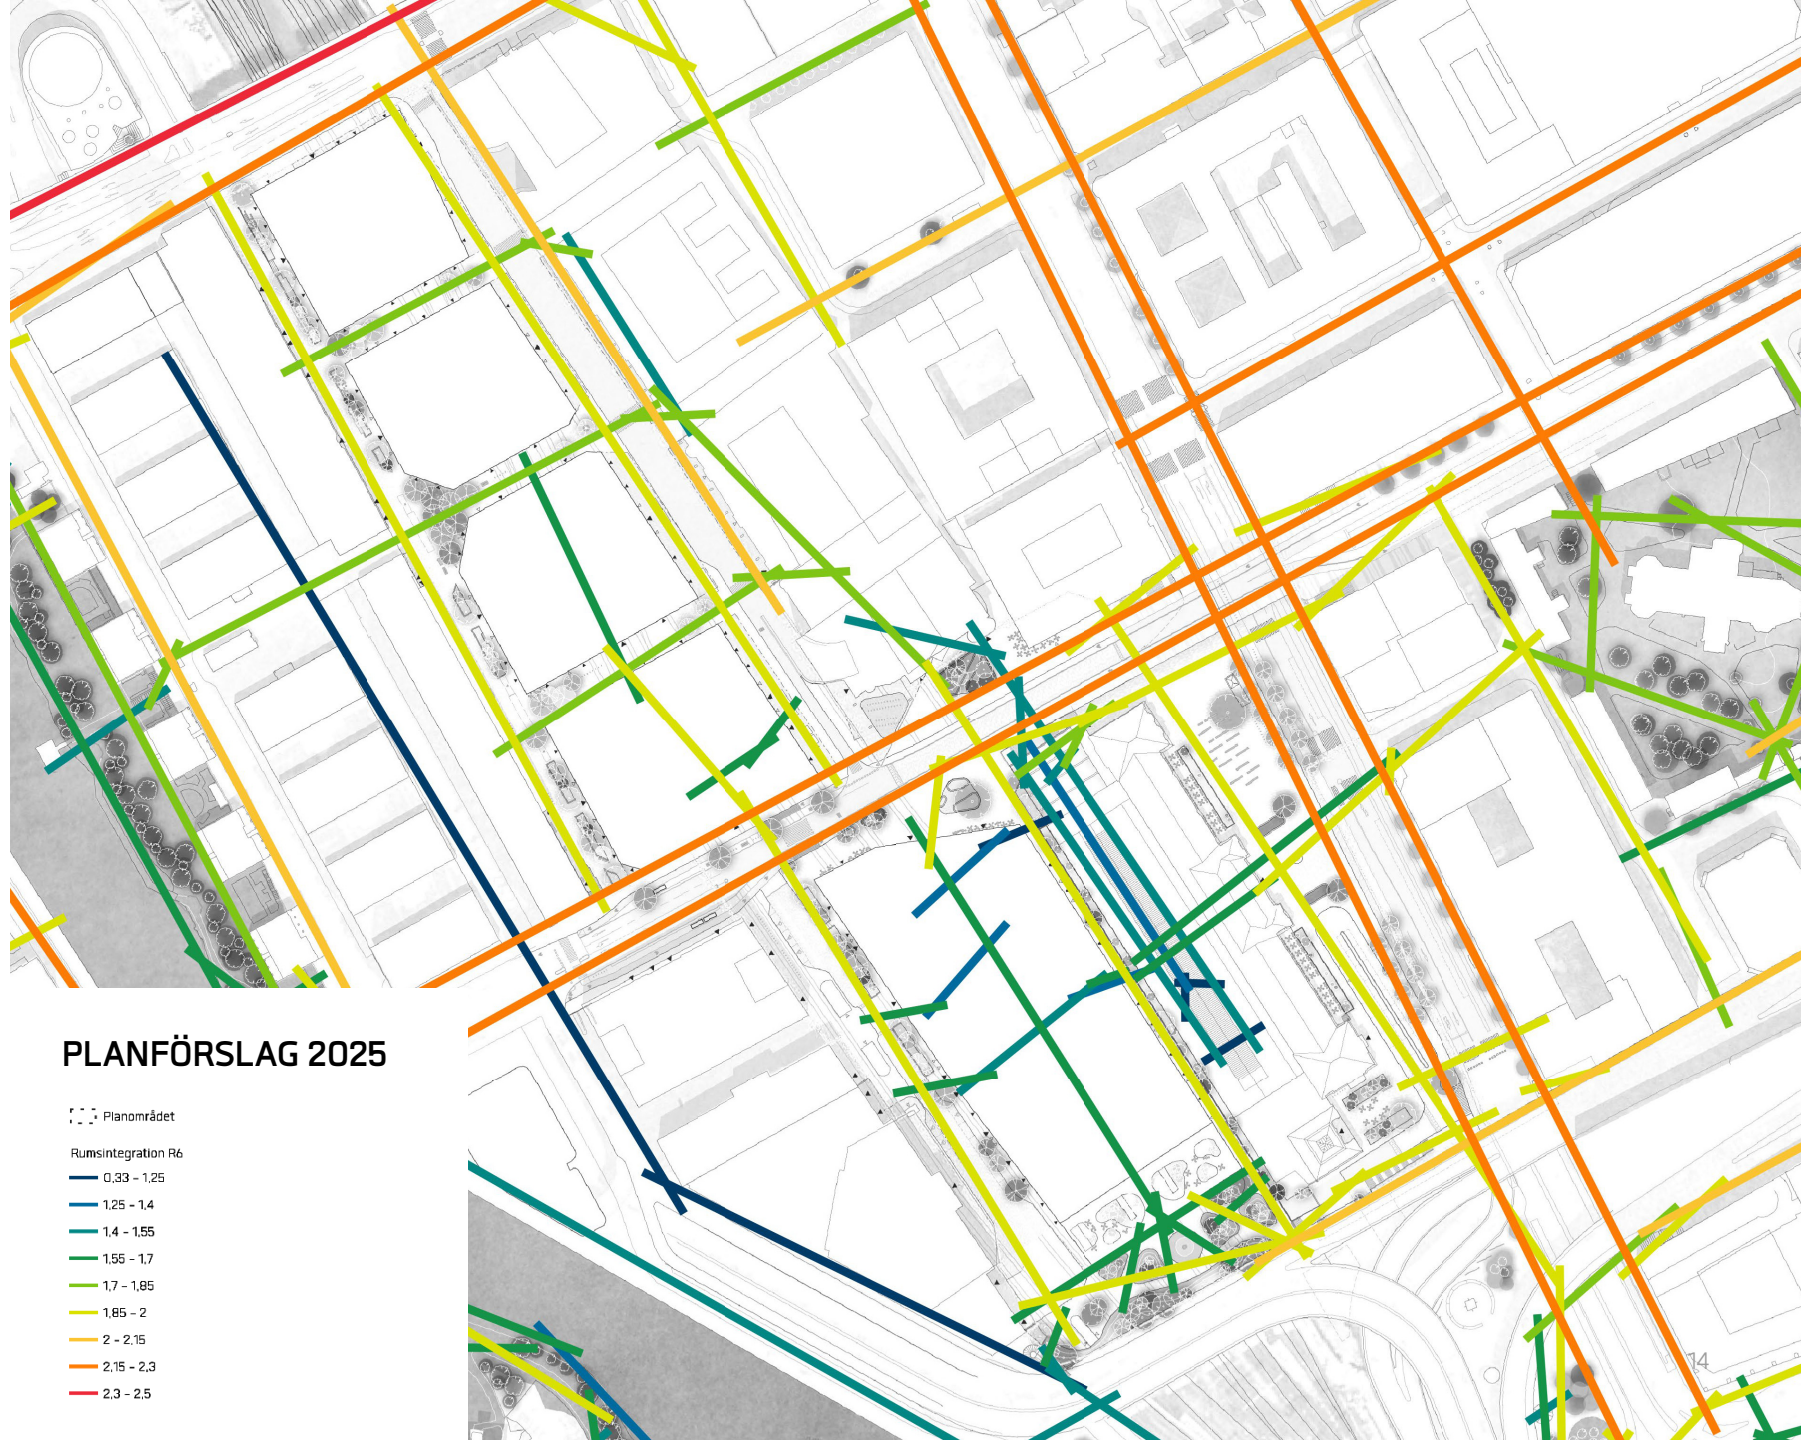 PLANFÖRSLAG 2025
Planområdet
Rumsintegration R6
0,33 – 1,25
1,25 – 1,4
1,4 – 1,55
1,55 – 1,7
1,7 – 1,85
1,85 – 2
2 – 2,15
2,15 – 2,3
2,3 – 2,5
14